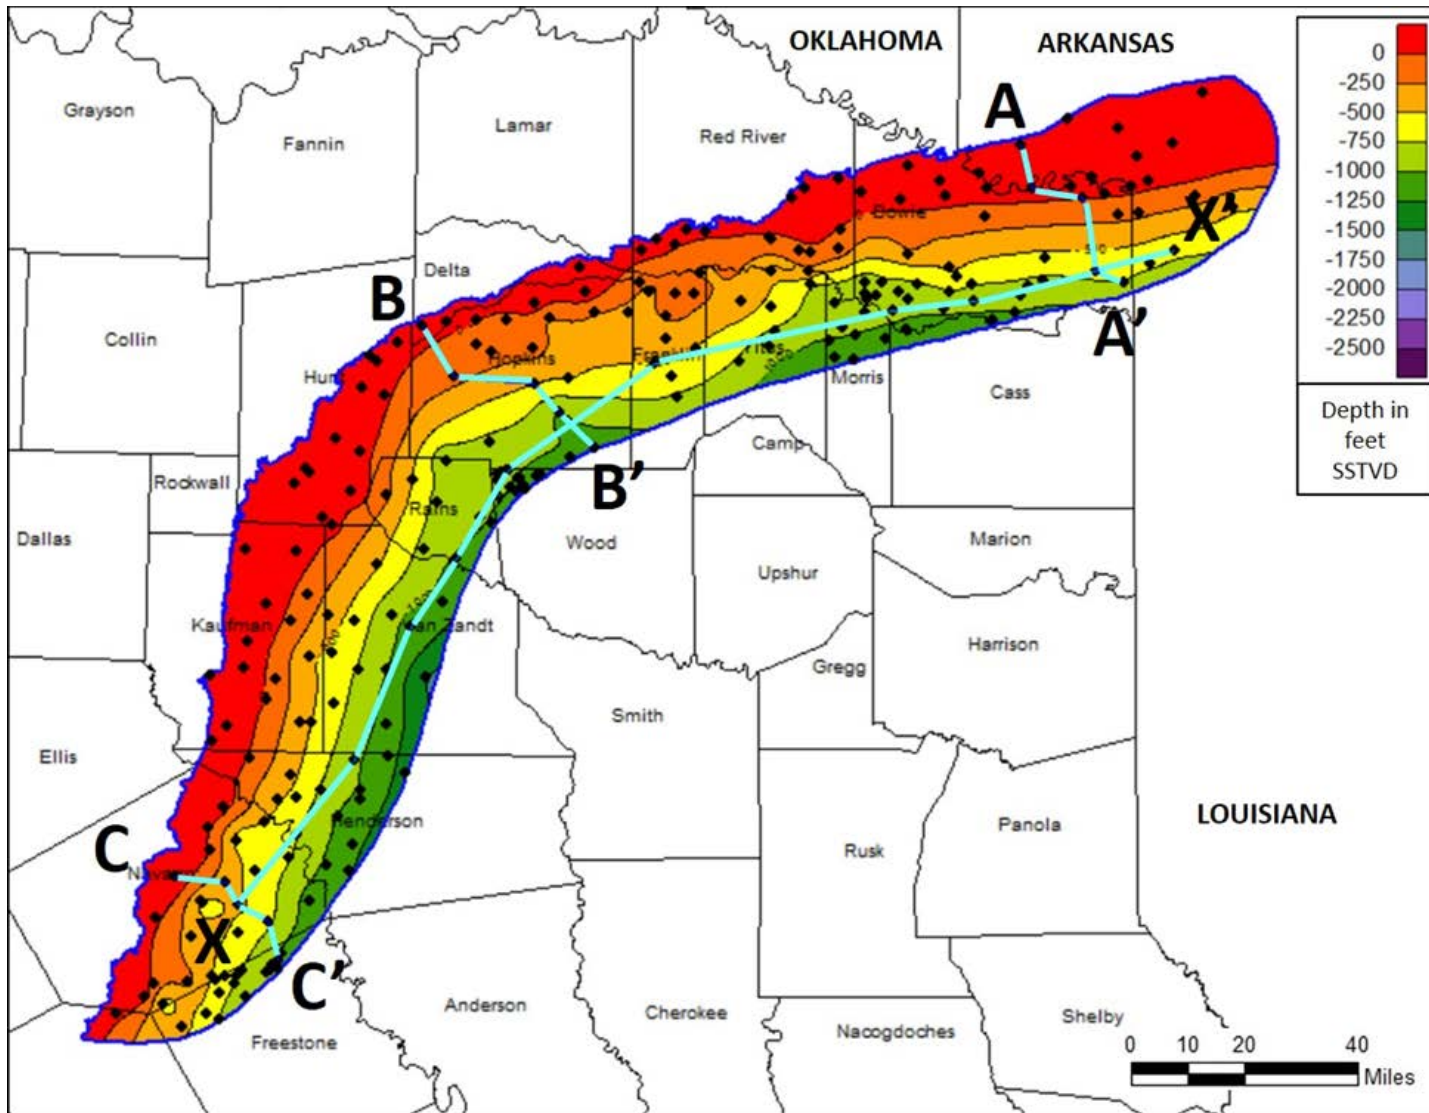 OKLAHOMA
ARKANSAS
0
-250
-500
-750
-1000
-1250
-1500
-1750
-2000
-2250
-2500
Depth in
feet
SSTVD
Grayson
Fannin
Lamar
Red River
A
Bowie
X'
Delta
B
Collin
Hunt
Hopkins
Franklin
Titus
Morris
A'
Cass
Camp
Rockwall
B'
Rains
Dallas
Wood
Marion
Upshur
Kaufman
Van Zandt
Harrison
Gregg
Smith
Ellis
LOUISIANA
Henderson
Panola
Rusk
C
Navarro
X
C'
Anderson
Cherokee
Shelby
Nacogdoches
Freestone
0 10 20 40
Miles